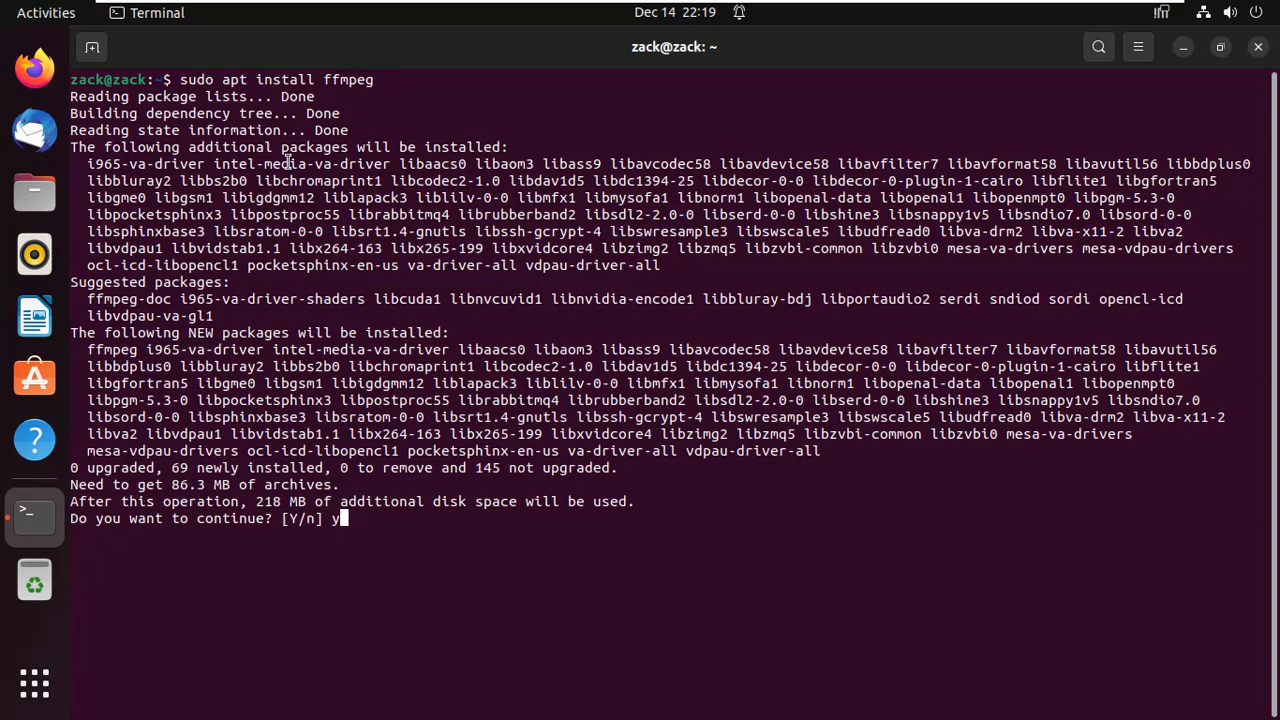 Activities
Terminal
Dec 14 22:19
zack@zack: ~
zack@zack:~$ sudo apt install ffmpeg
Reading package lists... Done
Building dependency tree... Done
Reading state information... Done
The following additional packages will be installed:
i965-va-driver intel-media-va-driver libaacs0 libaom3 libass9 libavcodec58 libavdevice58 libavfilter7 libavformat58 libavutil56 libbdplus0
libbluray2 libbs2b0 libchromaprint1 libcodec2-1.0 libdav1d5 libdc1394-25 libdecor-0-0 libdecor-0-plugin-1-cairo libflite1 libgfortran5
libgme0 libgsm1 libigdgmm12 liblapack3 liblilv-0-0 libmfx1 libmysofa1 libnorm1 libopenal-data libopenal1 libopenmpt0 libpgm-5.3-0
libpocketsphinx3 libpostproc55 librabbitmq4 librubberband2 libsdl2-2.0-0 libserd-0-0 libshine3 libsnappy1v5 libsndio7.0 libsord-0-0
libsphinxbase3 libsratom-0-0 libsrt1.4-gnutls libssh-gcrypt-4 libswresample3 libswscale5 libudfread0 libva-drm2 libva-x11-2 libva2
libvdpau1 libvidstab1.1 libx264-163 libx265-199 libxvidcore4 libzimg2 libzmq5 libzvbi-common libzvbi0 mesa-va-drivers mesa-vdpau-drivers
ocl-icd-libopencl1 pocketsphinx-en-us va-driver-all vdpau-driver-all
Suggested packages:
ffmpeg-doc i965-va-driver-shaders libcuda1 libnvcuvid1 libnvidia-encode1 libbluray-bdj libportaudio2 serdi sndiod sordi opencl-icd
libvdpau-va-gl1
The following NEW packages will be installed:
ffmpeg i965-va-driver intel-media-va-driver libaacs0 libaom3 libass9 libavcodec58 libavdevice58 libavfilter7 libavformat58 libavutil56
libbdplus0 libbluray2 libbs2b0 libchromaprint1 libcodec2-1.0 libdav1d5 libdc1394-25 libdecor-0-0 libdecor-0-plugin-1-cairo libflite1
libgfortran5 libgme0 libgsm1 libigdgmm12 liblapack3 liblilv-0-0 libmfx1 libmysofa1 libnorm1 libopenal-data libopenal1 libopenmpt0
libpgm-5.3-0 libpocketsphinx3 libpostproc55 librabbitmq4 librubberband2 libsdl2-2.0-0 libserd-0-0 libshine3 libsnappy1v5 libsndio7.0
libsord-0-0 libsphinxbase3 libsratom-0-0 libsrt1.4-gnutls libssh-gcrypt-4 libswresample3 libswscale5 libudfread0 libva-drm2 libva-x11-2
libva2 libvdpau1 libvidstab1.1 libx264-163 libx265-199 libxvidcore4 libzimg2 libzmq5 libzvbi-common libzvbi0 mesa-va-drivers
mesa-vdpau-drivers ocl-icd-libopencl1 pocketsphinx-en-us va-driver-all vdpau-driver-all
0 upgraded, 69 newly installed, 0 to remove and 145 not upgraded.
Need to get 86.3 MB of archives.
After this operation, 218 MB of additional disk space will be used.
Do you want to continue? [Y/n] y